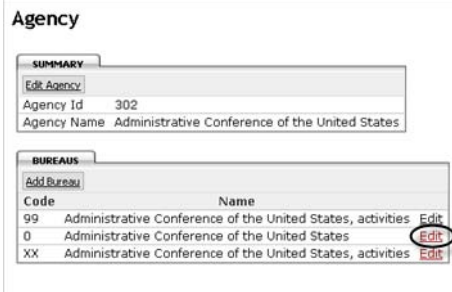 Agency
SUMMARY
Edit Agency
Agency Id 302
Agency Name Administrative Conference of the United States
BUREAUS
Add Bureau
Code Name
99 Administrative Conference of the United States, activities Edit
0 Administrative Conference of the United States Edit
XX Administrative Conference of the United States, activities Edit